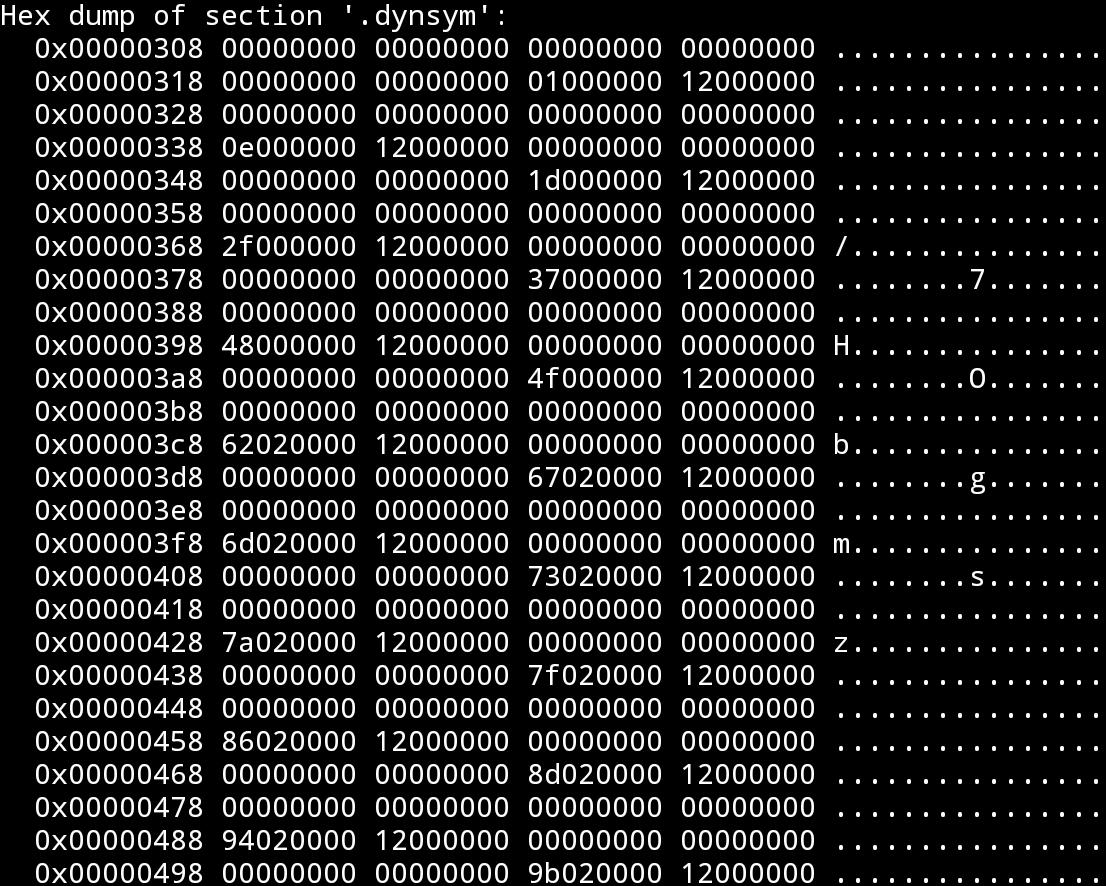 Hex dump of section '.dynsym':
  0x00000308 00000000 00000000 00000000 00000000 ................
  0x00000318 00000000 00000000 01000000 12000000 ................
  0x00000328 00000000 00000000 00000000 00000000 ................
  0x00000338 0e000000 12000000 00000000 00000000 ................
  0x00000348 00000000 00000000 1d000000 12000000 ................
  0x00000358 00000000 00000000 00000000 00000000 ................
  0x00000368 2f000000 12000000 00000000 00000000 /...............
  0x00000378 00000000 00000000 37000000 12000000 ........7.......
  0x00000388 00000000 00000000 00000000 00000000 ................
  0x00000398 48000000 12000000 00000000 00000000 H...............
  0x000003a8 00000000 00000000 4f000000 12000000 ........O.......
  0x000003b8 00000000 00000000 00000000 00000000 ................
  0x000003c8 62020000 12000000 00000000 00000000 b...............
  0x000003d8 00000000 00000000 67020000 12000000 ........g.......
  0x000003e8 00000000 00000000 00000000 00000000 ................
  0x000003f8 6d020000 12000000 00000000 00000000 m...............
  0x00000408 00000000 00000000 73020000 12000000 ........s.......
  0x00000418 00000000 00000000 00000000 00000000 ................
  0x00000428 7a020000 12000000 00000000 00000000 z...............
  0x00000438 00000000 00000000 7f020000 12000000 ................
  0x00000448 00000000 00000000 00000000 00000000 ................
  0x00000458 86020000 12000000 00000000 00000000 ................
  0x00000468 00000000 00000000 8d020000 12000000 ................
  0x00000478 00000000 00000000 00000000 00000000 ................
  0x00000488 94020000 12000000 00000000 00000000 ................
  0x00000498 00000000 00000000 9b020000 12000000 ................